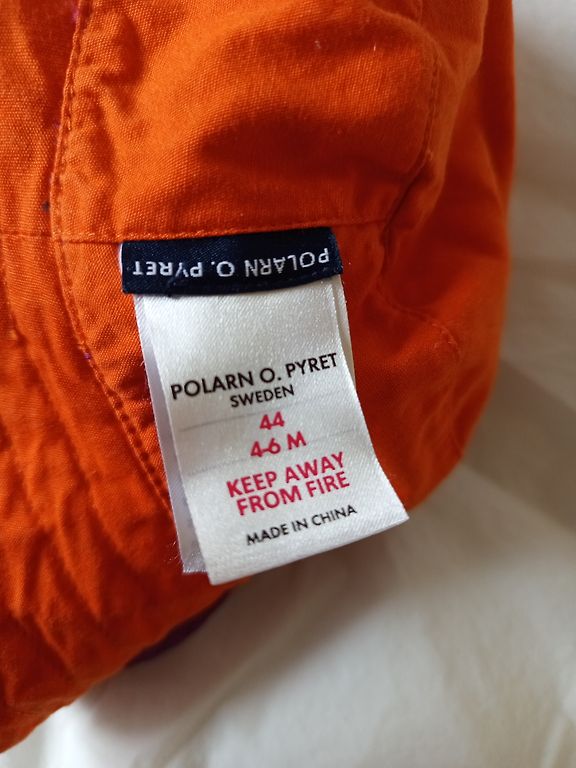 POLARN O. PYRET
POLARN O. PYRET
SWEDEN
44
4-6 M
KEEP AWAY
FROM FIRE
MADE IN CHINA